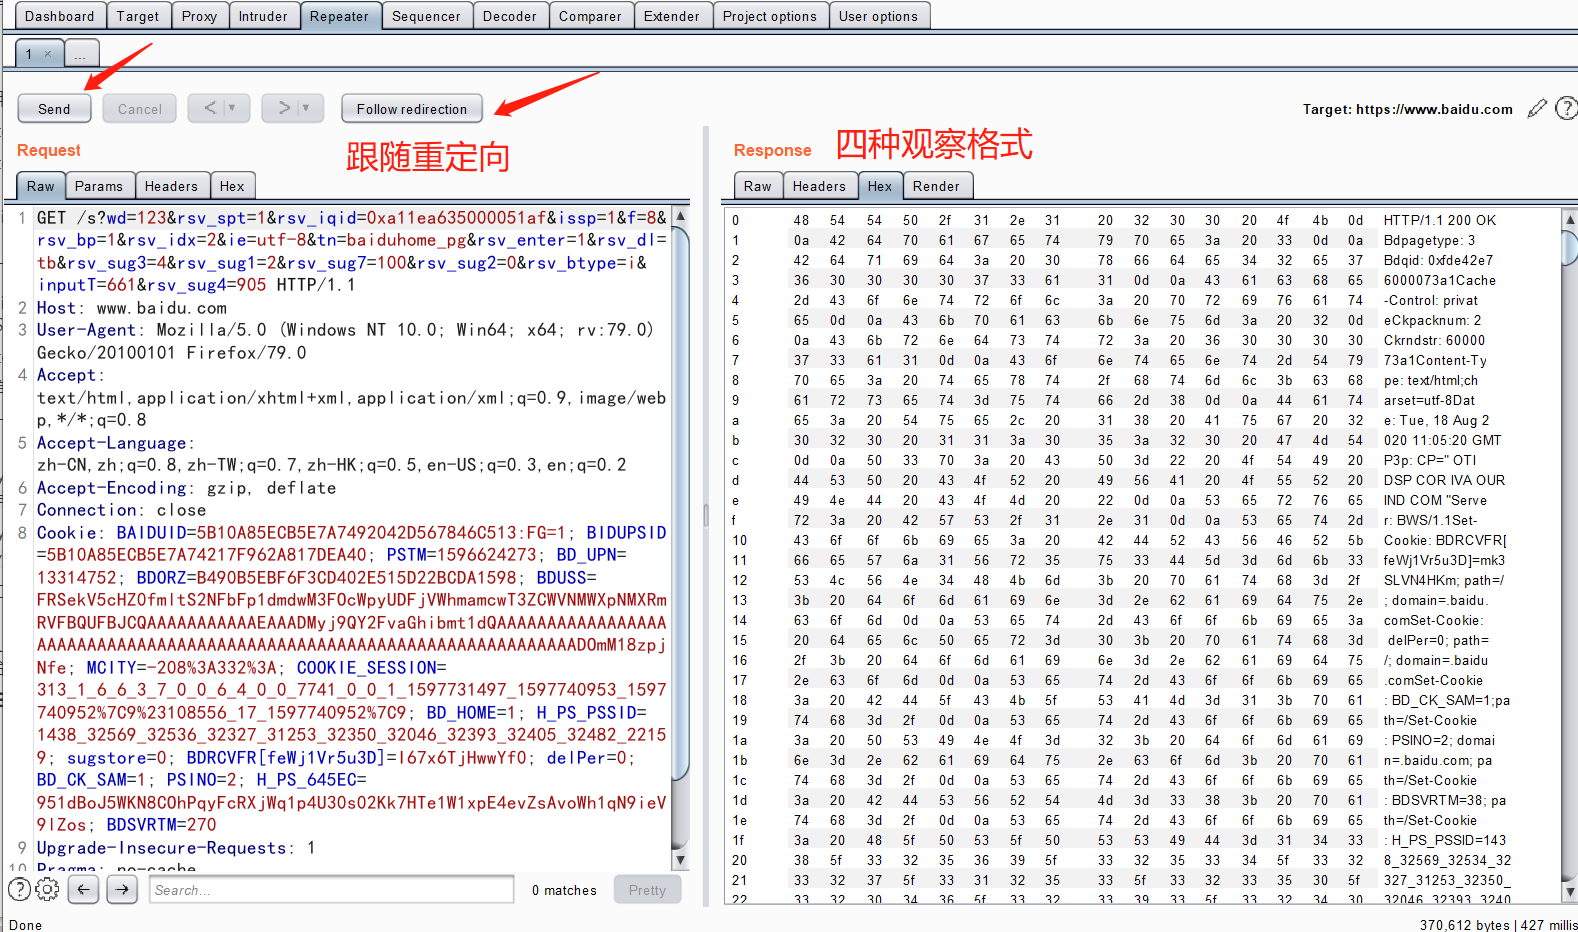 Dashboard Target Proxy Intruder Repeater Sequencer Decoder Comparer Extender Project options User options
1 × ...
Send Cancel < ▼ > ▼ Follow redirection
Target: https://www.baidu.com
Request
跟随重定向
Raw Params Headers Hex
1 GET /s?wd=123&rsv_spt=1&rsv_iqid=0xa11ea635000051af&issp=1&f=8&
rsv_bp=1&rsv_idx=2&ie=utf-8&tn=baiduhome_pg&rsv_enter=1&rsv_dl=
tb&rsv_sug3=4&rsv_sug1=2&rsv_sug7=100&rsv_sug2=0&rsv_btype=i&
inputT=661&rsv_sug4=905 HTTP/1.1
2 Host: www.baidu.com
3 User-Agent: Mozilla/5.0 (Windows NT 10.0; Win64; x64; rv:79.0)
Gecko/20100101 Firefox/79.0
4 Accept:
text/html,application/xhtml+xml,application/xml;q=0.9,image/web
p,*/*;q=0.8
5 Accept-Language:
zh-CN,zh;q=0.8,zh-TW;q=0.7,zh-HK;q=0.5,en-US;q=0.3,en;q=0.2
6 Accept-Encoding: gzip, deflate
7 Connection: close
8 Cookie: BAIDUID=5B10A85ECB5E7A7492042D567846C513:FG=1; BIDUPSID
=5B10A85ECB5E7A74217F962A817DEA40; PSTM=1596624273; BD_UPN=
13314752; BDORZ=B490B5EBF6F3CD402E515D22BCDA1598; BDUSS=
313_1_6_6_3_7_0_0_6_4_0_0_7741_0_0_1_1597731497_1597740953_1597
740952%7C9%23108556_17_1597740952%7C9; BD_HOME=1; H_PS_PSSID=
1438_32569_32536_32327_31253_32350_32046_32393_32405_32482_2215
9; sugstore=0; BDRCVFR[feWj1Vr5u3D]=I67x6TjHwwYf0; delPer=0;
BD_CK_SAM=1; PSINO=2; H_PS_645EC=
951dBoJ5WKN8COhPqyFcRXjWq1p4U30s02Kk7HTe1W1xpE4evZsAvoWh1qN9ieV
9lZos; BDSVRTM=270
9 Upgrade-Insecure-Requests: 1
10 Pragma: no-cache
Search...
0 matches
Pretty
Response
四种观察格式
Raw Headers Hex Render
0 48 54 54 50 2f 31 2e 31 20 32 30 30 20 4f 4b 0d HTTP/1.1 200 OK
1 0a 42 64 70 61 67 65 74 79 70 65 3a 20 33 0d 0a Bdpagetype: 3
2 42 64 71 69 64 3a 20 30 78 66 64 65 34 32 65 37 Bdqid: 0xfde42e7
3 36 30 30 30 30 37 33 61 31 0d 0a 43 61 63 68 65 6000073a1Cache
4 2d 43 6f 6e 74 72 6f 6c 3a 20 70 72 69 76 61 74 -Control: privat
5 65 0d 0a 43 6b 70 61 63 6b 6e 75 6d 3a 20 32 0d eCkpacknum: 2
6 0a 43 6b 72 6e 64 73 74 72 3a 20 36 30 30 30 30 Ckrndstr: 60000
7 37 33 61 31 0d 0a 43 6f 6e 74 65 6e 74 2d 54 79 73a1Content-Ty
8 70 65 3a 20 74 65 78 74 2f 68 74 6d 6c 3b 63 68 pe: text/html;ch
9 61 72 73 65 74 3d 75 74 66 2d 38 0d 0a 44 61 74 arset=utf-8Dat
a 65 3a 20 54 75 65 2c 20 31 38 20 41 75 67 20 32 e: Tue, 18 Aug 2
b 30 32 30 20 31 31 3a 30 35 3a 32 30 20 47 4d 54 020 11:05:20 GMT
c 0d 0a 50 33 70 3a 20 43 50 3d 22 20 4f 54 49 20 P3p: CP=" OTI
d 44 53 50 20 43 4f 52 20 49 56 41 20 4f 55 52 20 DSP COR IVA OUR
e 49 4e 44 20 43 4f 4d 20 22 0d 0a 53 65 72 76 65 IND COM "Serve
f 72 3a 20 42 57 53 2f 31 2e 31 0d 0a 53 65 74 2d r: BWS/1.1Set-
10 43 6f 6f 6b 69 65 3a 20 42 44 52 43 56 46 52 5b Cookie: BDRCVFR[
11 66 65 57 6a 31 56 72 35 75 33 44 5d 3d 6d 6b 33 feWj1Vr5u3D]=mk3
12 53 4c 56 4e 34 48 4b 6d 3b 20 70 61 74 68 3d 2f SLVN4HKm; path=/
13 3b 20 64 6f 6d 61 69 6e 3d 2e 62 61 69 64 75 2e ; domain=.baidu.
14 63 6f 6d 0d 0a 53 65 74 2d 43 6f 6f 6b 69 65 3a comSet-Cookie:
15 20 64 65 6c 50 65 72 3d 30 3b 20 70 61 74 68 3d delPer=0; path=
16 2f 3b 20 64 6f 6d 61 69 6e 3d 2e 62 61 69 64 75 /; domain=.baidu
17 2e 63 6f 6d 0d 0a 53 65 74 2d 43 6f 6f 6b 69 65 .comSet-Cookie
18 3a 20 42 44 5f 43 4b 5f 53 41 4d 3d 31 3b 70 61 : BD_CK_SAM=1;pa
19 74 68 3d 2f 0d 0a 53 65 74 2d 43 6f 6f 6b 69 65 th=/Set-Cookie
1a 3a 20 50 53 49 4e 4f 3d 32 3b 20 64 6f 6d 61 69 : PSINO=2; domai
1b 6e 3d 2e 62 61 69 64 75 2e 63 6f 6d 3b 20 70 61 n=.baidu.com; pa
1c 74 68 3d 2f 0d 0a 53 65 74 2d 43 6f 6f 6b 69 65 th=/Set-Cookie
1d 3a 20 42 44 53 56 52 54 4d 3d 33 38 3b 20 70 61 : BDSVRTM=38; pa
1e 74 68 3d 2f 0d 0a 53 65 74 2d 43 6f 6f 6b 69 65 th=/Set-Cookie
1f 3a 20 48 5f 50 53 5f 50 53 53 49 44 3d 31 34 33 : H_PS_PSSID=143
20 38 5f 33 32 35 36 39 5f 33 32 35 33 34 5f 33 32 8_32569_32534_32
21 33 32 37 5f 33 31 32 35 33 5f 33 32 33 35 30 5f 327_31253_32350_
22 33 32 30 34 36 5f 33 32 33 39 33 5f 33 32 34 30 32046_32393_3240
Done
370,612 bytes | 427 millis